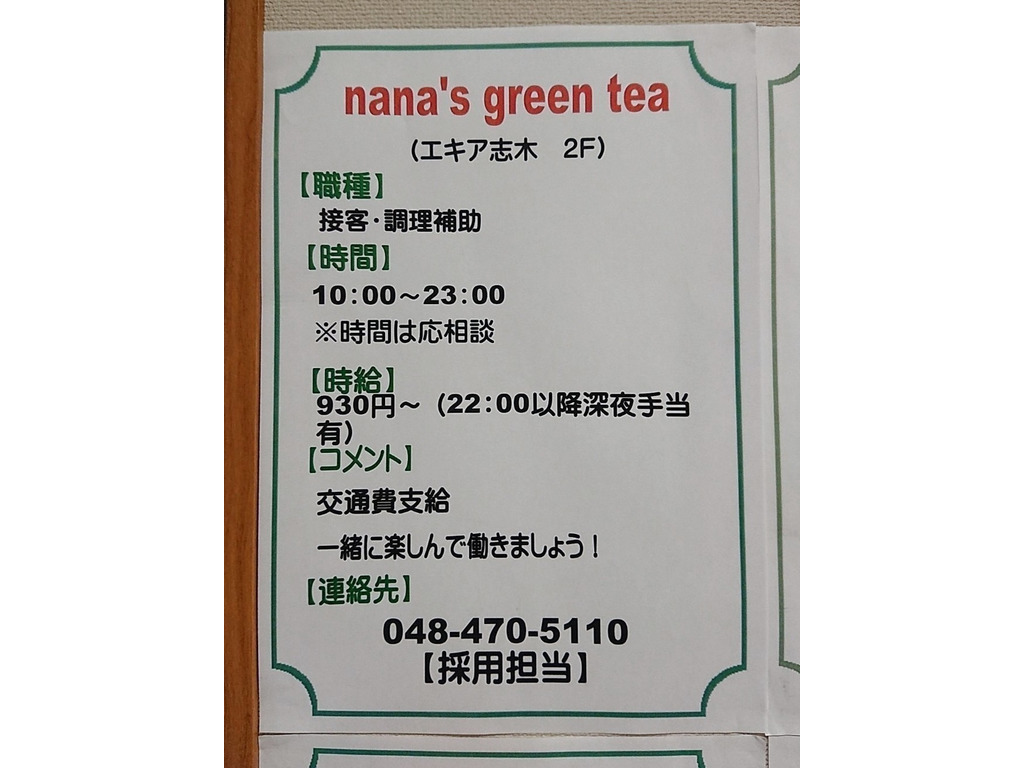 nana's green tea
(エキア志木　2F)
【職種】
接客・調理補助
【時間】
10:00～23:00
※時間は応相談
【時給】
930円～（22:00以降深夜手当
有）
【コメント】
交通費支給
一緒に楽しんで働きましょう！
【連絡先】
048-470-5110
【採用担当】